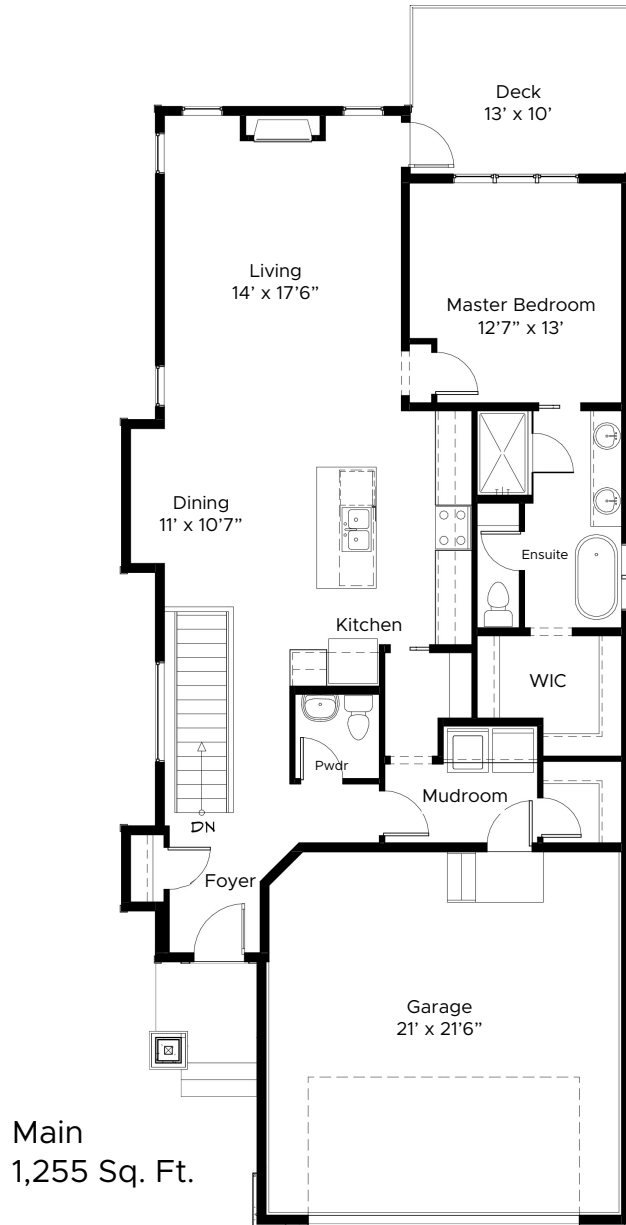 Deck
13’ x 10’
Living
14’ x 17’6”
Master Bedroom
12’7” x 13’
Dining
11’ x 10’7”
Ensuite
Kitchen
WIC
Pwdr
Mudroom
DN
Foyer
Garage
21’ x 21’6”
Main
1,255 Sq. Ft.